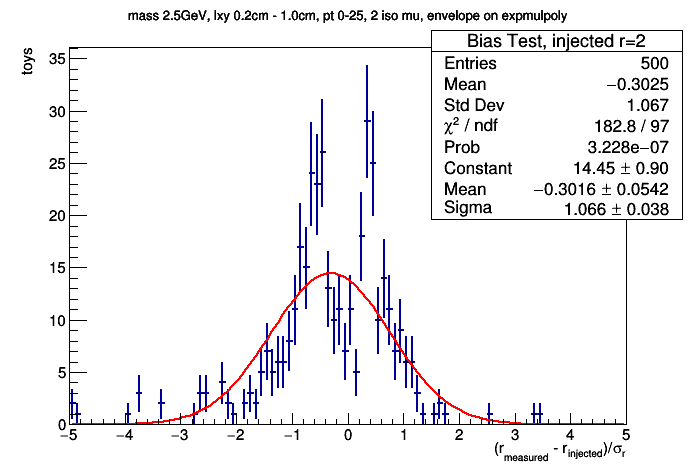 mass 2.5GeV, lxy 0.2cm - 1.0cm, pt 0-25, 2 iso mu, envelope on expmulpoly
Bias Test, injected r=2
Entries 500
Mean −0.3025
Std Dev 1.067
χ² / ndf 182.8 / 97
Prob 3.228e−07
Constant 14.45 ± 0.90
Mean −0.3016 ± 0.0542
Sigma 1.066 ± 0.038
toys
35
30
25
20
15
10
5
0
−5 −4 −3 −2 −1 0 1 2 3 4 5
(r_measured - r_injected)/σ_r